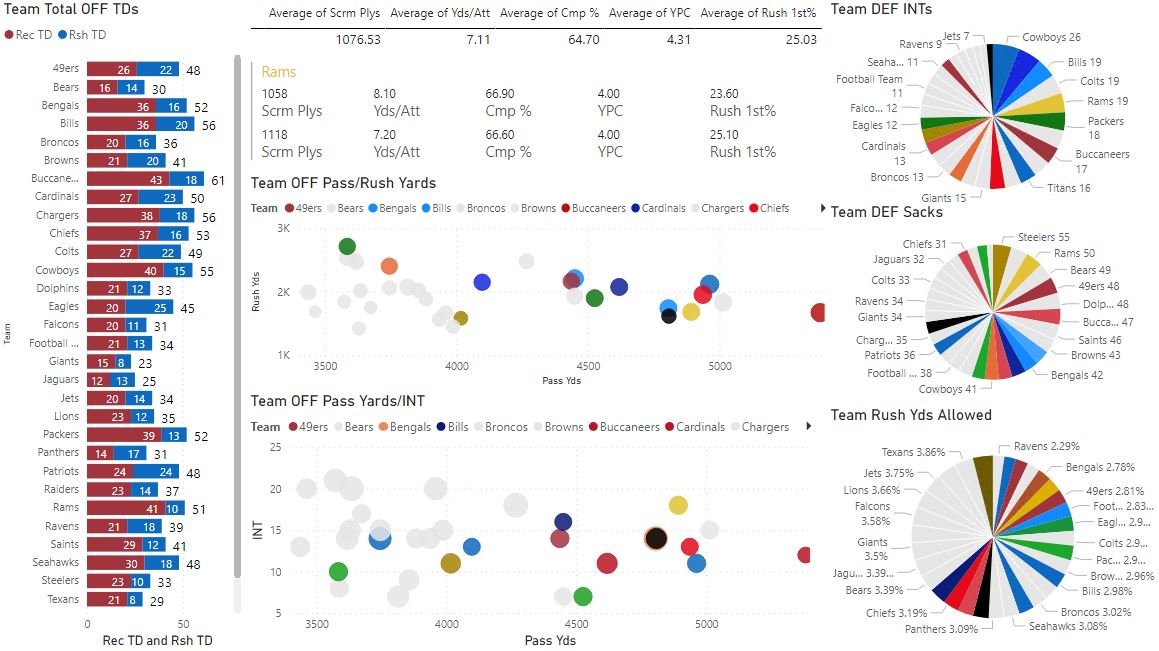 Team Total OFF TDs
Rec TD Rsh TD
Team
49ers 26 22 48
Bears 16 14 30
Bengals 36 16 52
Bills 36 20 56
Broncos 20 16 36
Browns 21 20 41
Buccane... 43 18 61
Cardinals 27 23 50
Chargers 38 18 56
Chiefs 37 16 53
Colts 27 22 49
Cowboys 40 15 55
Dolphins 21 12 33
Eagles 20 25 45
Falcons 20 11 31
Football ... 21 13 34
Giants 15 8 23
Jaguars 12 13 25
Jets 20 14 34
Lions 23 12 35
Packers 39 13 52
Panthers 14 17 31
Patriots 24 24 48
Raiders 23 14 37
Rams 41 10 51
Ravens 21 18 39
Saints 29 12 41
Seahawks 30 18 48
Steelers 23 10 33
Texans 21 8 29
0 50
Rec TD and Rsh TD
Average of Scrm Plys Average of Yds/Att Average of Cmp % Average of YPC Average of Rush 1st%
1076.53 7.11 64.70 4.31 25.03
Rams
1058 8.10 66.90 4.00 23.60
Scrm Plys Yds/Att Cmp % YPC Rush 1st%
1118 7.20 66.60 4.00 25.10
Scrm Plys Yds/Att Cmp % YPC Rush 1st%
Team OFF Pass/Rush Yards
Team 49ers Bears Bengals Bills Broncos Browns Buccaneers Cardinals Chargers Chiefs
Rush Yds
3K
2K
1K
3500 4000 4500 5000
Pass Yds
Team OFF Pass Yards/INT
Team 49ers Bears Bengals Bills Broncos Browns Buccaneers Cardinals Chargers
INT
25
20
15
10
5
3500 4000 4500 5000
Pass Yds
Team DEF INTs
Jets 7
Cowboys 26
Ravens 9
Bills 19
Seaha... 11
Colts 19
Football Team
11
Rams 19
Falco... 12
Packers
18
Eagles 12
Cardinals
13
Buccaneers
17
Broncos 13
Titans 16
Giants 15
Team DEF Sacks
Steelers 55
Chiefs 31
Rams 50
Jaguars 32
Bears 49
Colts 33
49ers 48
Ravens 34
Dolp... 48
Giants 34
Bucca... 47
Charg... 35
Saints 46
Patriots 36
Browns 43
Football ... 38
Bengals 42
Cowboys 41
Team Rush Yds Allowed
Texans 3.86%
Ravens 2.29%
Jets 3.75%
Bengals 2.78%
Lions 3.66%
49ers 2.81%
Falcons
3.58%
Foot... 2.83...
Eagl... 2.9...
Giants
3.5%
Colts 2.9...
Pac... 2.9...
Jagu... 3.39...
Brow... 2.96%
Bears 3.39%
Bills 2.98%
Chiefs 3.19%
Broncos 3.02%
Panthers 3.09%
Seahawks 3.08%